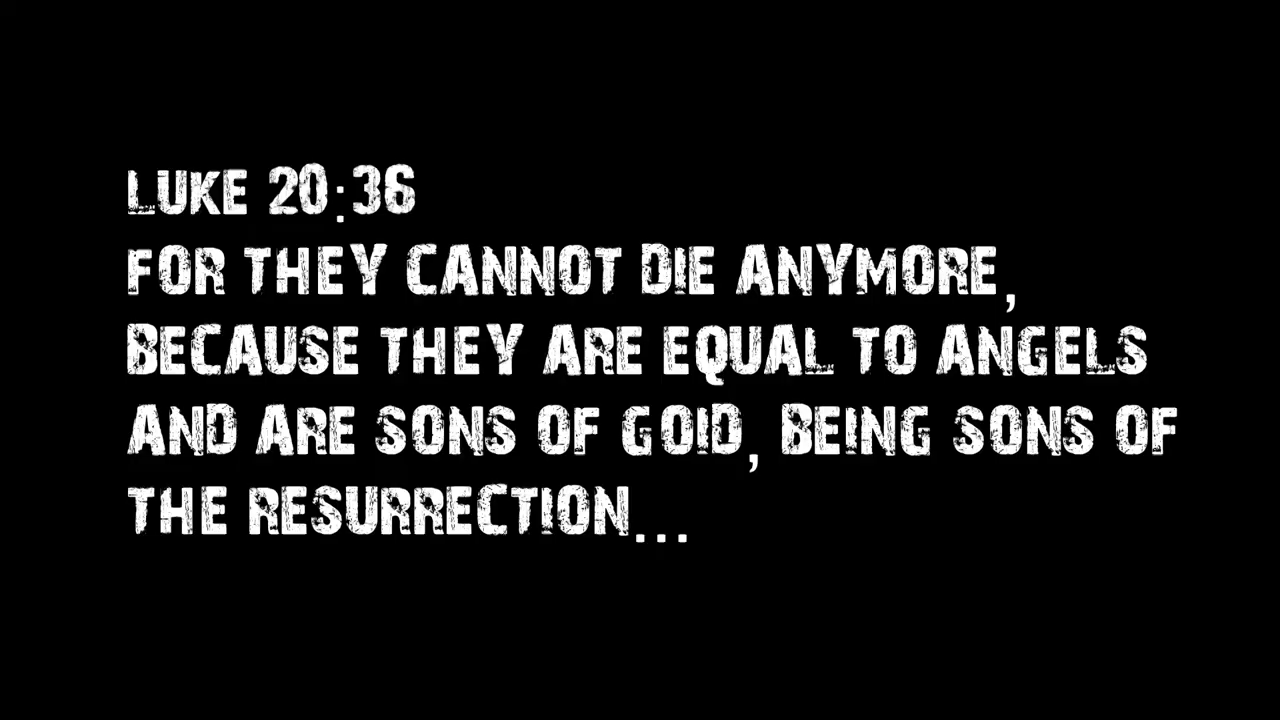 LUKE 20:36
FOR THEY CANNOT DIE ANYMORE,
BECAUSE THEY ARE EQUAL TO ANGELS
AND ARE SONS OF GOD, BEING SONS OF
THE RESURRECTION...